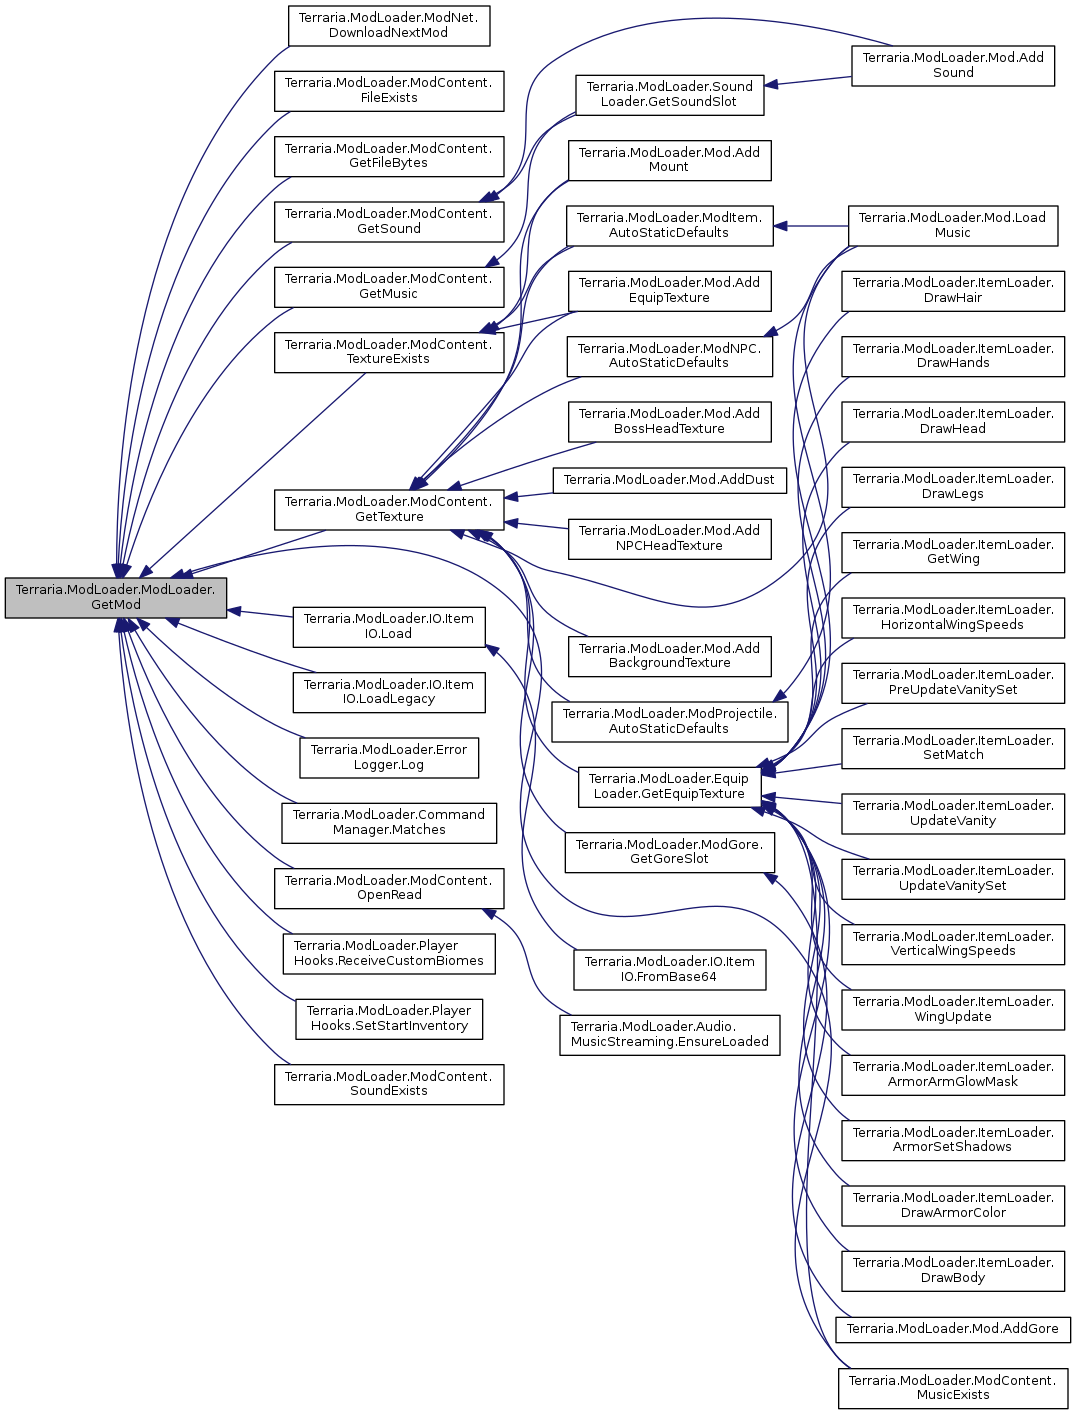 Terraria.ModLoader.ModLoader.
GetMod
Terraria.ModLoader.ModNet.
DownloadNextMod
Terraria.ModLoader.ModContent.
FileExists
Terraria.ModLoader.ModContent.
GetFileBytes
Terraria.ModLoader.ModContent.
GetSound
Terraria.ModLoader.ModContent.
GetMusic
Terraria.ModLoader.ModContent.
TextureExists
Terraria.ModLoader.ModContent.
GetTexture
Terraria.ModLoader.IO.Item
IO.Load
Terraria.ModLoader.IO.Item
IO.LoadLegacy
Terraria.ModLoader.Error
Logger.Log
Terraria.ModLoader.Command
Manager.Matches
Terraria.ModLoader.ModContent.
OpenRead
Terraria.ModLoader.Player
Hooks.ReceiveCustomBiomes
Terraria.ModLoader.Player
Hooks.SetStartInventory
Terraria.ModLoader.ModContent.
SoundExists
Terraria.ModLoader.Sound
Loader.GetSoundSlot
Terraria.ModLoader.Mod.Add
Mount
Terraria.ModLoader.ModItem.
AutoStaticDefaults
Terraria.ModLoader.Mod.Add
EquipTexture
Terraria.ModLoader.ModNPC.
AutoStaticDefaults
Terraria.ModLoader.Mod.Add
BossHeadTexture
Terraria.ModLoader.Mod.AddDust
Terraria.ModLoader.Mod.Add
NPCHeadTexture
Terraria.ModLoader.Mod.Add
BackgroundTexture
Terraria.ModLoader.ModProjectile.
AutoStaticDefaults
Terraria.ModLoader.Equip
Loader.GetEquipTexture
Terraria.ModLoader.ModGore.
GetGoreSlot
Terraria.ModLoader.IO.Item
IO.FromBase64
Terraria.ModLoader.Audio.
MusicStreaming.EnsureLoaded
Terraria.ModLoader.Mod.Add
Sound
Terraria.ModLoader.Mod.Load
Music
Terraria.ModLoader.ItemLoader.
DrawHair
Terraria.ModLoader.ItemLoader.
DrawHands
Terraria.ModLoader.ItemLoader.
DrawHead
Terraria.ModLoader.ItemLoader.
DrawLegs
Terraria.ModLoader.ItemLoader.
GetWing
Terraria.ModLoader.ItemLoader.
HorizontalWingSpeeds
Terraria.ModLoader.ItemLoader.
PreUpdateVanitySet
Terraria.ModLoader.ItemLoader.
SetMatch
Terraria.ModLoader.ItemLoader.
UpdateVanity
Terraria.ModLoader.ItemLoader.
UpdateVanitySet
Terraria.ModLoader.ItemLoader.
VerticalWingSpeeds
Terraria.ModLoader.ItemLoader.
WingUpdate
Terraria.ModLoader.ItemLoader.
ArmorArmGlowMask
Terraria.ModLoader.ItemLoader.
ArmorSetShadows
Terraria.ModLoader.ItemLoader.
DrawArmorColor
Terraria.ModLoader.ItemLoader.
DrawBody
Terraria.ModLoader.Mod.AddGore
Terraria.ModLoader.ModContent.
MusicExists